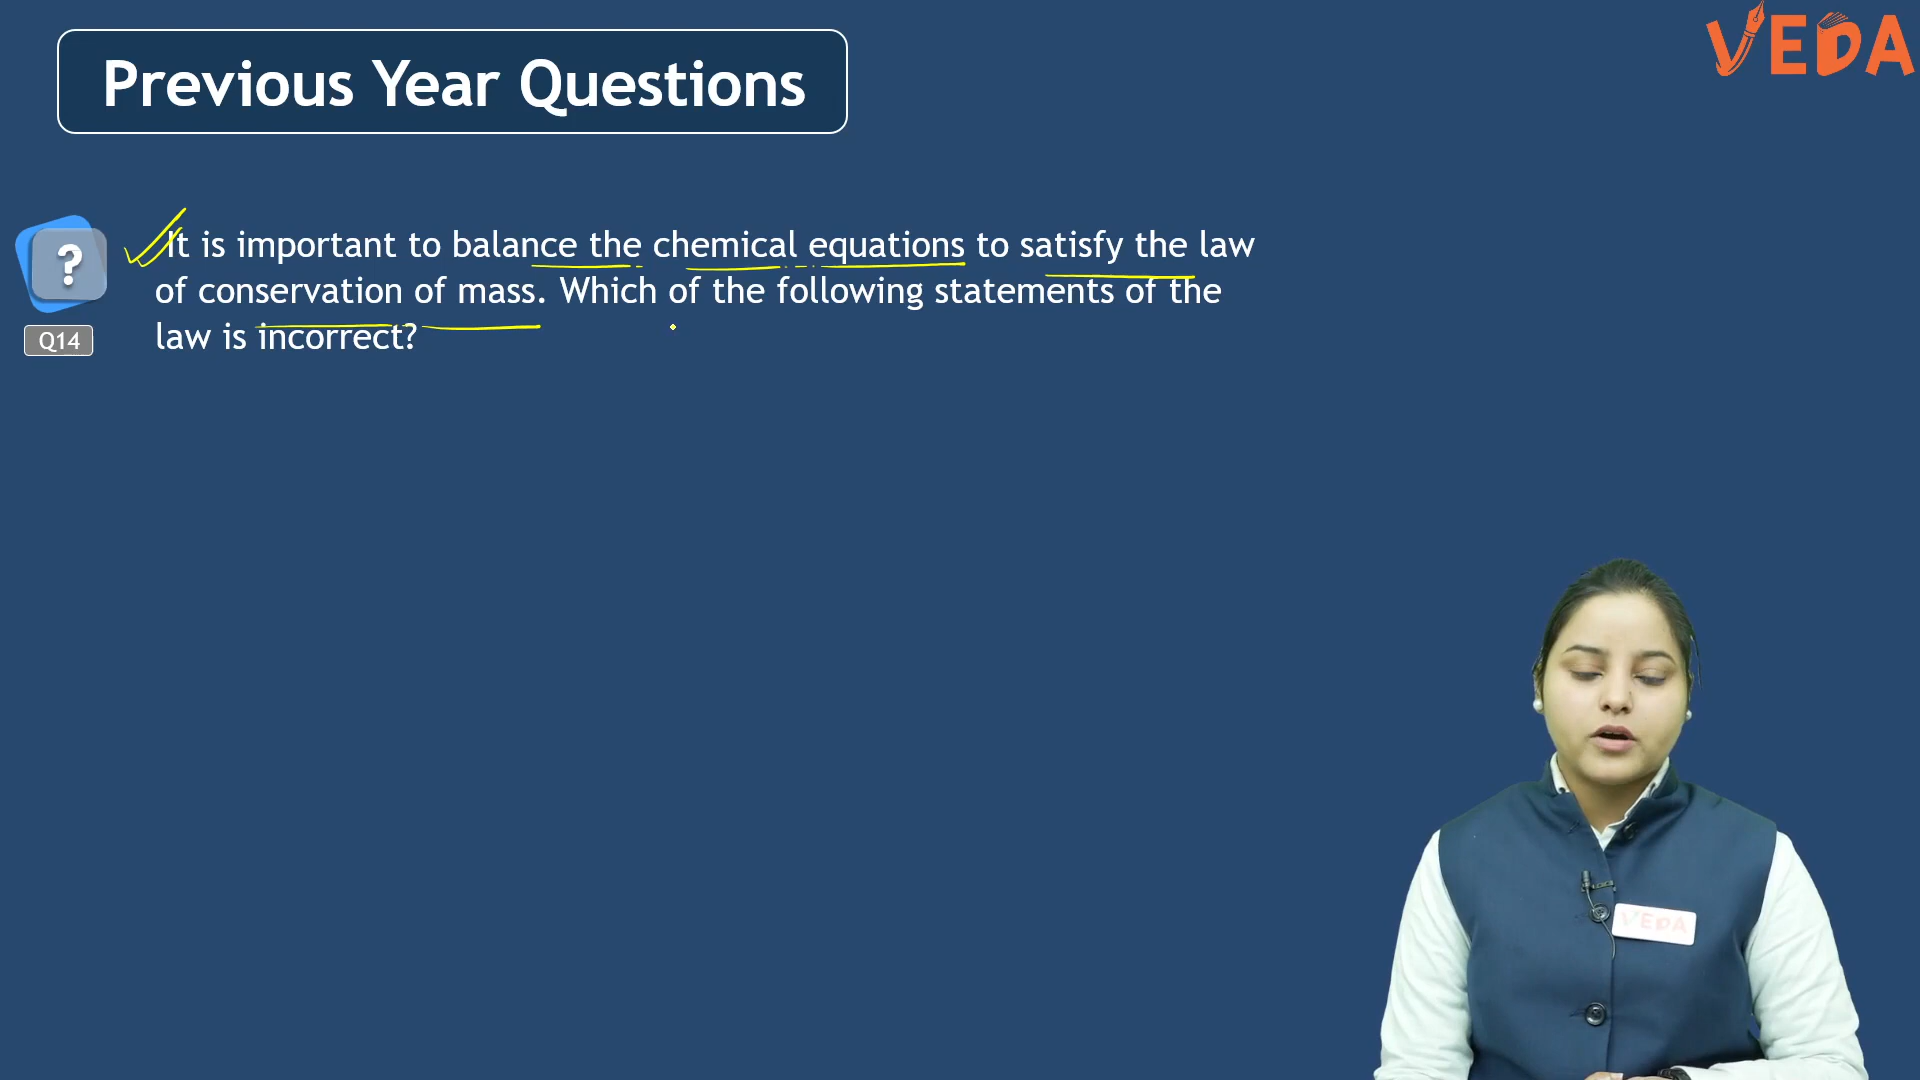 Previous Year Questions
VEDA
It is important to balance the chemical equations to satisfy the law
of conservation of mass. Which of the following statements of the
law is incorrect?
?
Q14
VEDA